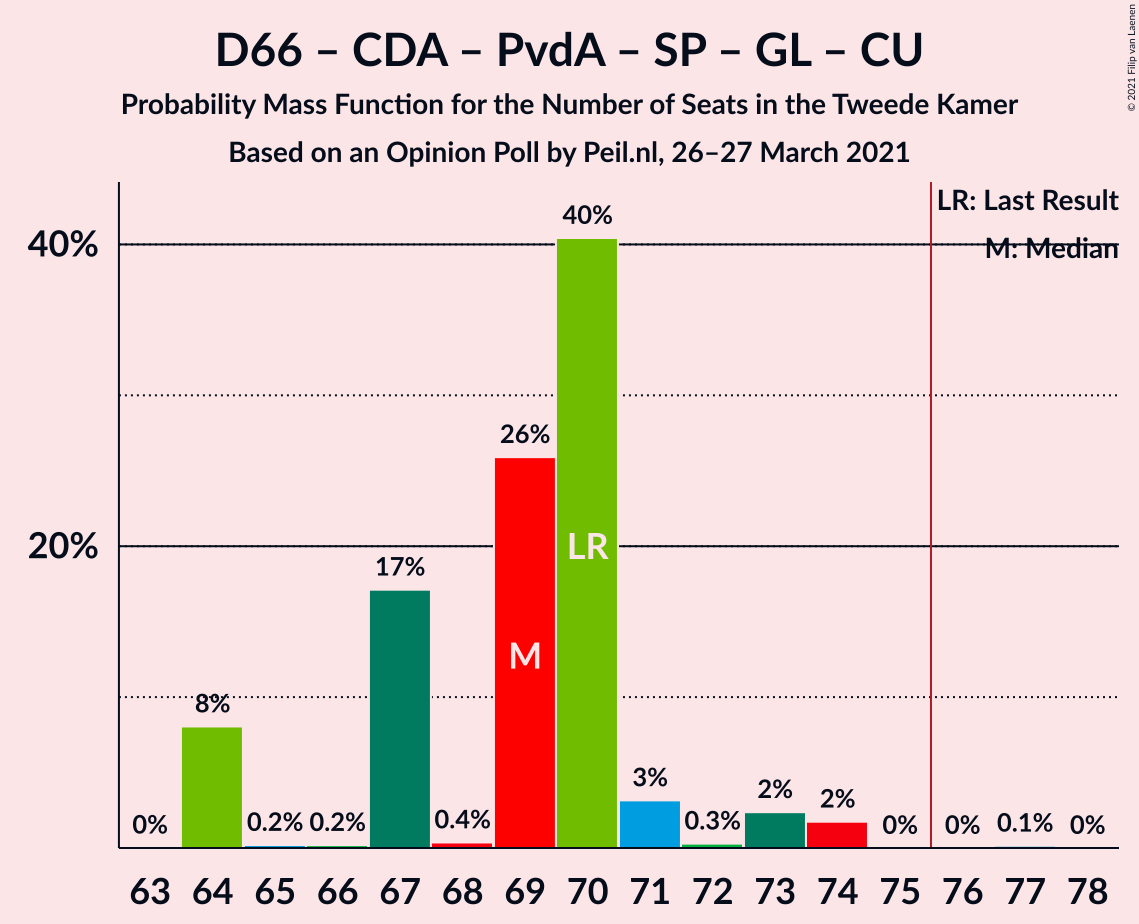 D66 – CDA – PvdA – SP – GL – CU
Probability Mass Function for the Number of Seats in the Tweede Kamer
Based on an Opinion Poll by Peil.nl, 26–27 March 2021
© 2021 Filip van Laenen
LR: Last Result
M: Median
40%
20%
0%
8%
0.2%
0.2%
17%
0.4%
26%
40%
3%
0.3%
2%
2%
0%
0%
0.1%
0%
M
LR
63 64 65 66 67 68 69 70 71 72 73 74 75 76 77 78